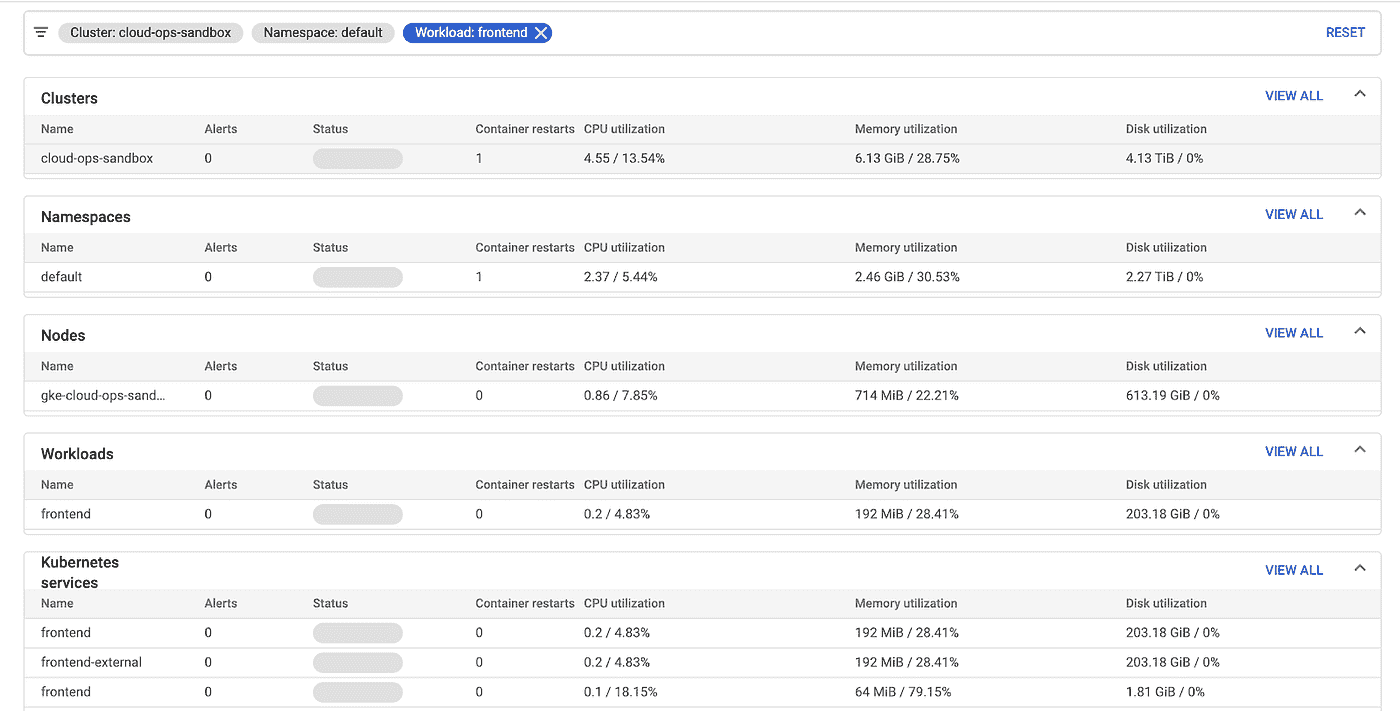 Cluster: cloud-ops-sandbox Namespace: default Workload: frontend RESET
Clusters VIEW ALL
Name Alerts Status Container restarts CPU utilization Memory utilization Disk utilization
cloud-ops-sandbox 0 1 4.55 / 13.54% 6.13 GiB / 28.75% 4.13 TiB / 0%
Namespaces VIEW ALL
Name Alerts Status Container restarts CPU utilization Memory utilization Disk utilization
default 0 1 2.37 / 5.44% 2.46 GiB / 30.53% 2.27 TiB / 0%
Nodes VIEW ALL
Name Alerts Status Container restarts CPU utilization Memory utilization Disk utilization
gke-cloud-ops-sand... 0 0 0.86 / 7.85% 714 MiB / 22.21% 613.19 GiB / 0%
Workloads VIEW ALL
Name Alerts Status Container restarts CPU utilization Memory utilization Disk utilization
frontend 0 0 0.2 / 4.83% 192 MiB / 28.41% 203.18 GiB / 0%
Kubernetes
services VIEW ALL
Name Alerts Status Container restarts CPU utilization Memory utilization Disk utilization
frontend 0 0 0.2 / 4.83% 192 MiB / 28.41% 203.18 GiB / 0%
frontend-external 0 0 0.2 / 4.83% 192 MiB / 28.41% 203.18 GiB / 0%
frontend 0 0 0.1 / 18.15% 64 MiB / 79.15% 1.81 GiB / 0%